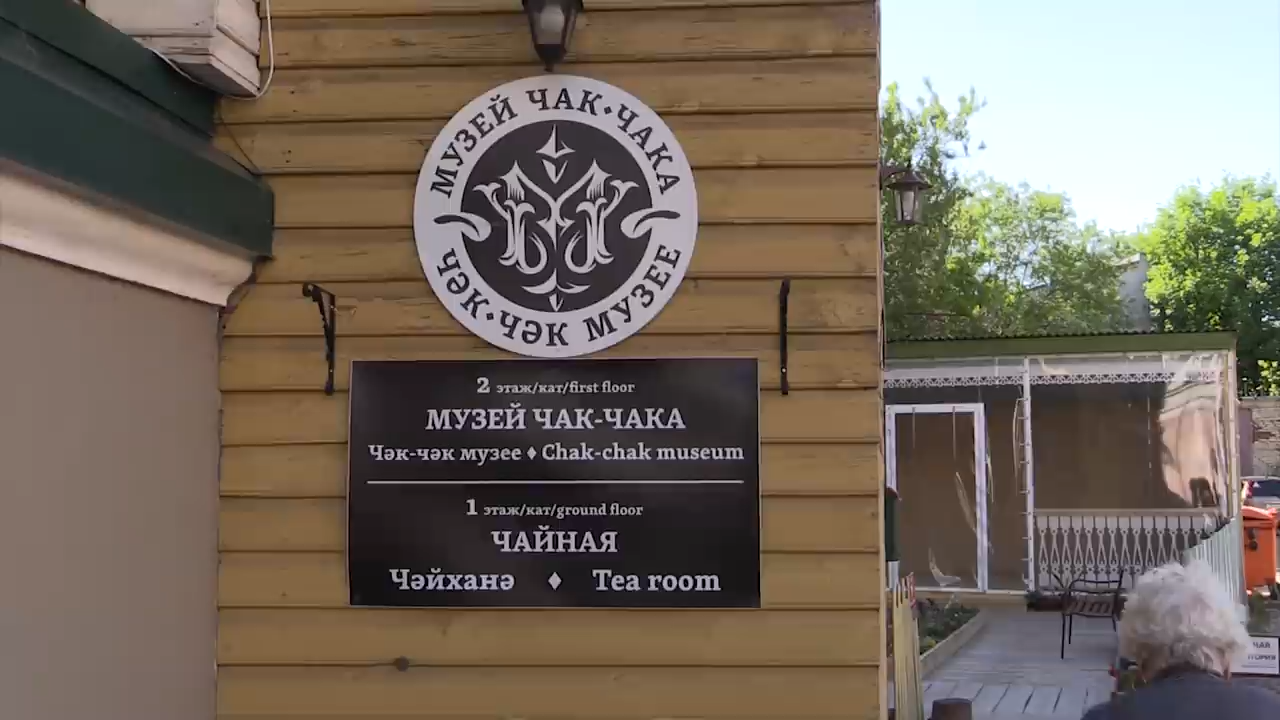 МУЗЕЙ ЧАК·ЧАКА
ЧӘК·ЧӘК МУЗЕЕ
2 этаж/кат/first floor
МУЗЕЙ ЧАК-ЧАКА
Чәк-чәк музее ♦ Chak-chak museum
1 этаж/кат/ground floor
ЧАЙНАЯ
Чәйханә ♦ Tea room